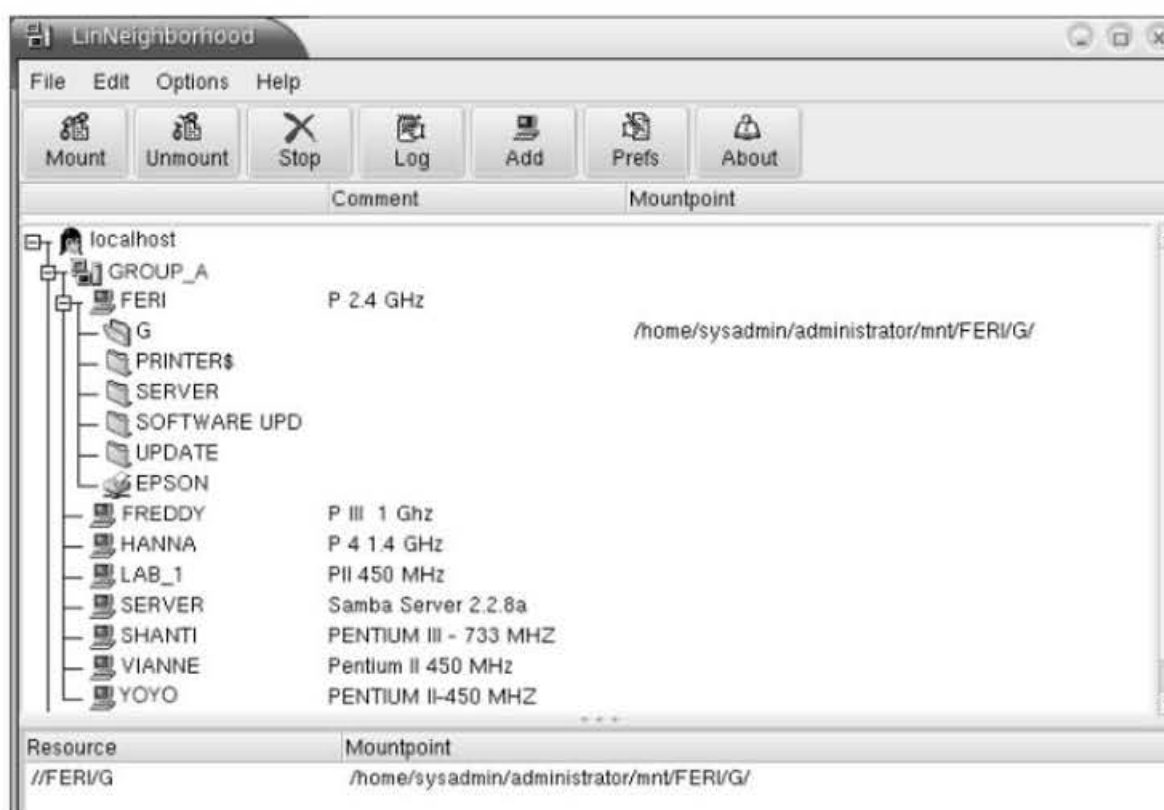 LinNeighborhood
File Edit Options Help
Mount Unmount Stop Log Add Prefs About
Comment Mountpoint
localhost
GROUP_A
FERI P 2.4 GHz
G /home/sysadmin/administrator/mnt/FERI/G/
PRINTER$
SERVER
SOFTWARE UPD
UPDATE
EPSON
FREDDY P III 1 Ghz
HANNA P 4 1.4 GHz
LAB_1 PII 450 MHz
SERVER Samba Server 2.2.8a
SHANTI PENTIUM III - 733 MHZ
VIANNE Pentium II 450 MHz
YOYO PENTIUM II-450 MHZ
Resource Mountpoint
//FERI/G /home/sysadmin/administrator/mnt/FERI/G/